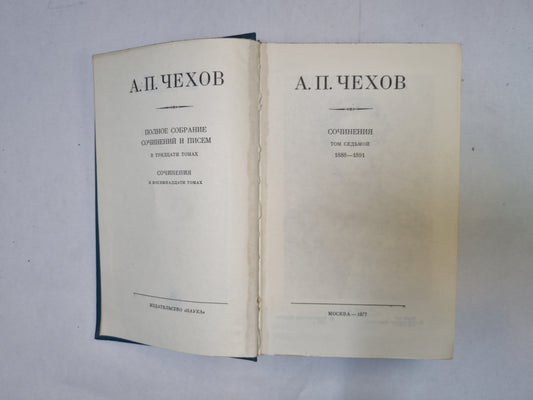 А. П. ЧЕХОВ
ПОЛНОЕ СОБРАНИЕ
СОЧИНЕНИЙ И ПИСЕМ
В ТРИДЦАТИ ТОМАХ
СОЧИНЕНИЯ
В ВОСЕМНАДЦАТИ ТОМАХ
ИЗДАТЕЛЬСТВО «НАУКА»
А. П. ЧЕХОВ
СОЧИНЕНИЯ
ТОМ СЕДЬМОЙ
1888—1891
МОСКВА — 1977